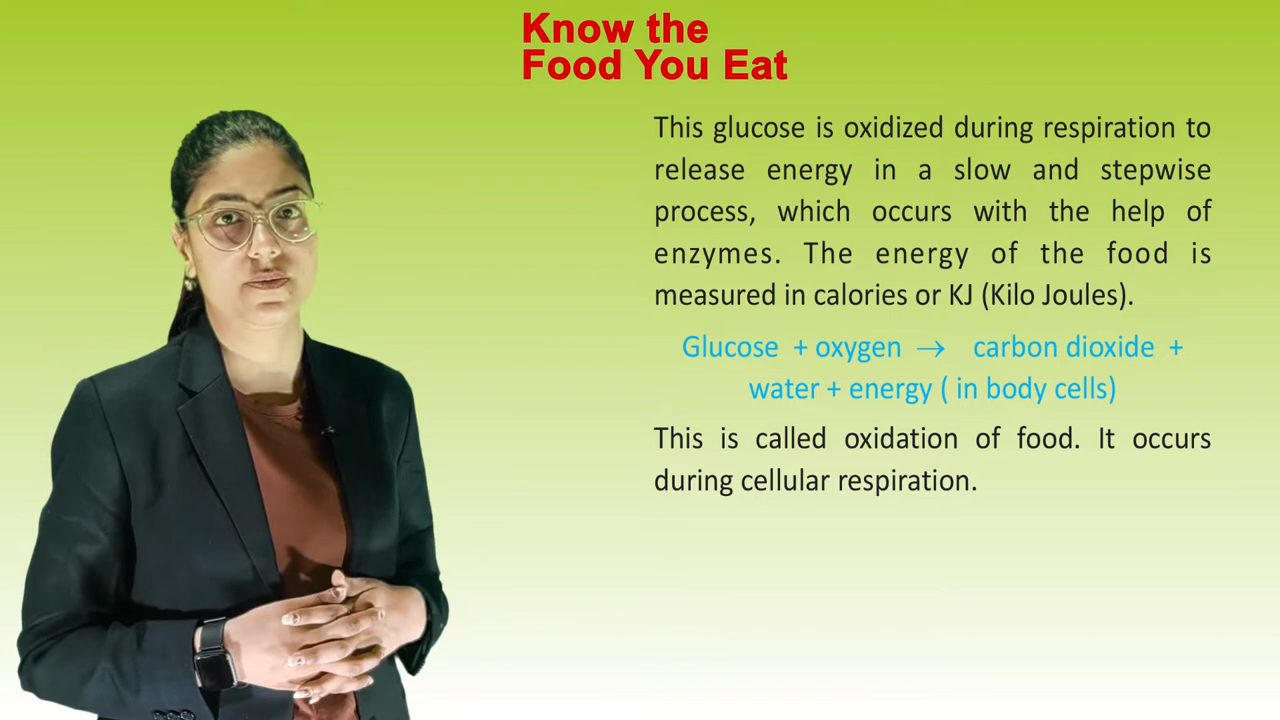 Know the
Food You Eat
This glucose is oxidized during respiration to
release energy in a slow and stepwise
process, which occurs with the help of
enzymes. The energy of the food is
measured in calories or KJ (Kilo Joules).
Glucose + oxygen → carbon dioxide +
water + energy ( in body cells)
This is called oxidation of food. It occurs
during cellular respiration.